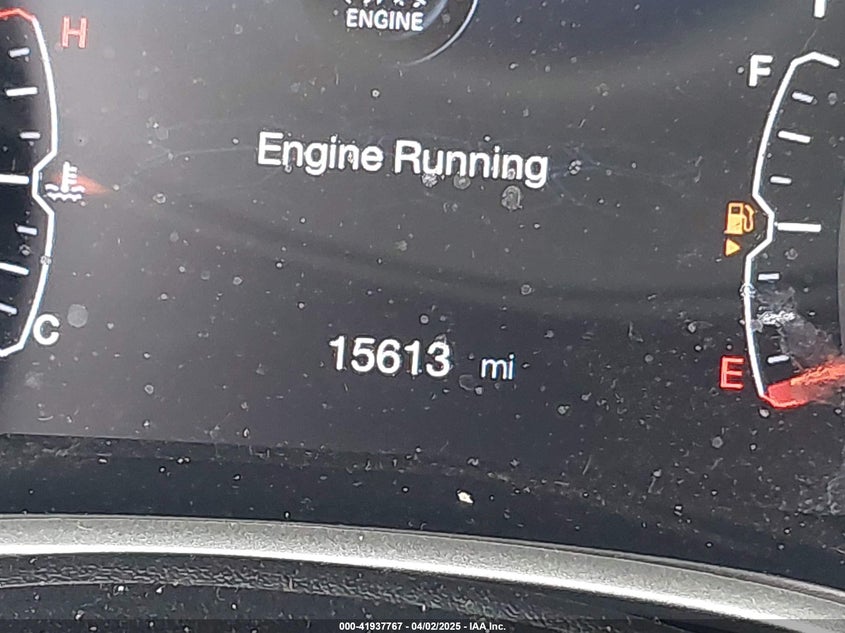 ENGINE
H
F
Engine Running
C
15613 mi
E
000-41937767 - 04/02/2025 - IAA Inc.